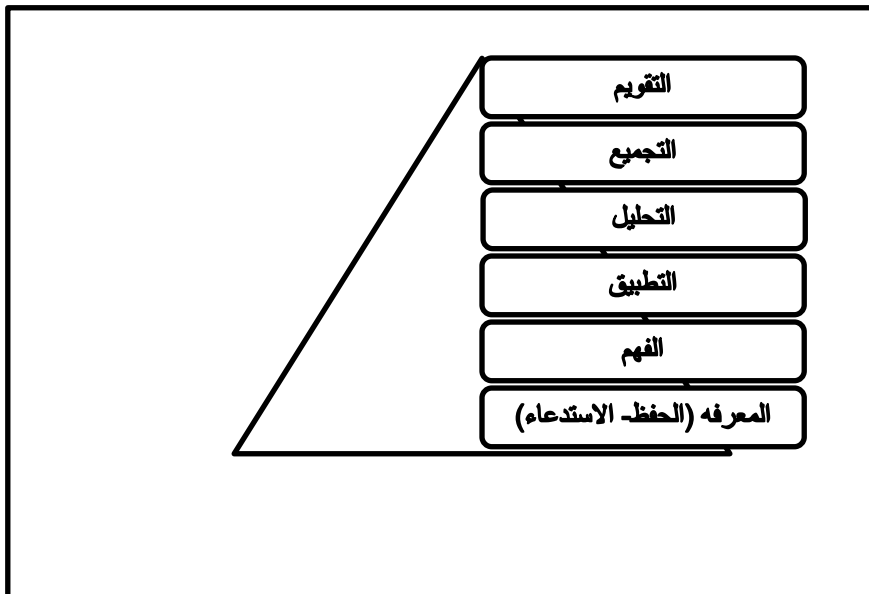 التقويم
التجميع
التحليل
التطبيق
الفهم
المعرفه (الحفظ- الاستدعاء)